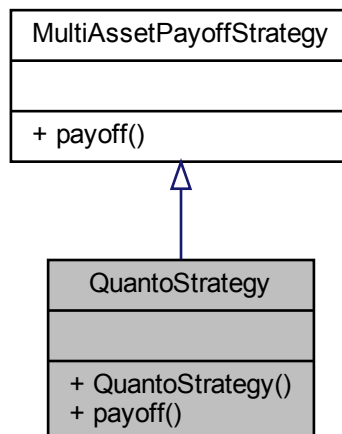 MultiAssetPayoffStrategy
+ payoff()
QuantoStrategy
+ QuantoStrategy()
+ payoff()